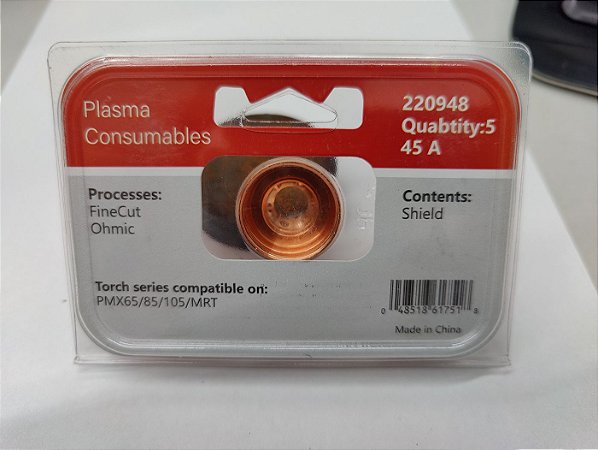 Plasma
Consumables
220948
Quabtity:5
45 A
Processes:
FineCut
Ohmic
Contents:
Shield
Torch series compatible on:
PMX65/85/105/MRT
0 48518 61751 8
Made in China